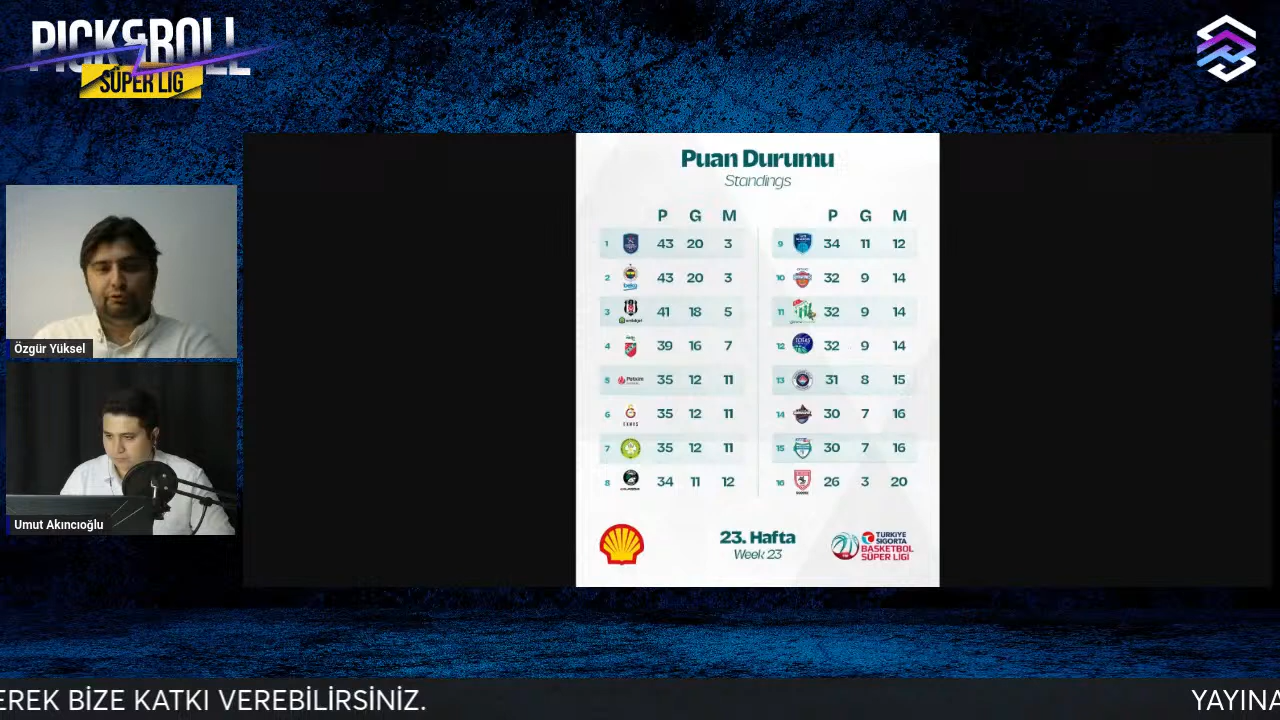 PICK&ROLL
SÜPER LIG
Özgür Yüksel
Umut Akıncıoğlu
Puan Durumu
Standings
P G M
1 43 20 3
2 beko 43 20 3
3 41 18 5
4 39 16 7
5 35 12 11
6 35 12 11
7 35 12 11
8 34 11 12
P G M
9 34 11 12
10 32 9 14
11 32 9 14
12 32 9 14
13 31 8 15
14 30 7 16
15 30 7 16
16 26 3 20
23. Hafta
Week 23
TÜRKİYE
SİGORTA
BASKETBOL
SÜPER LİGİ
EREK BİZE KATKI VEREBİLİRSİNİZ.
YAYINA